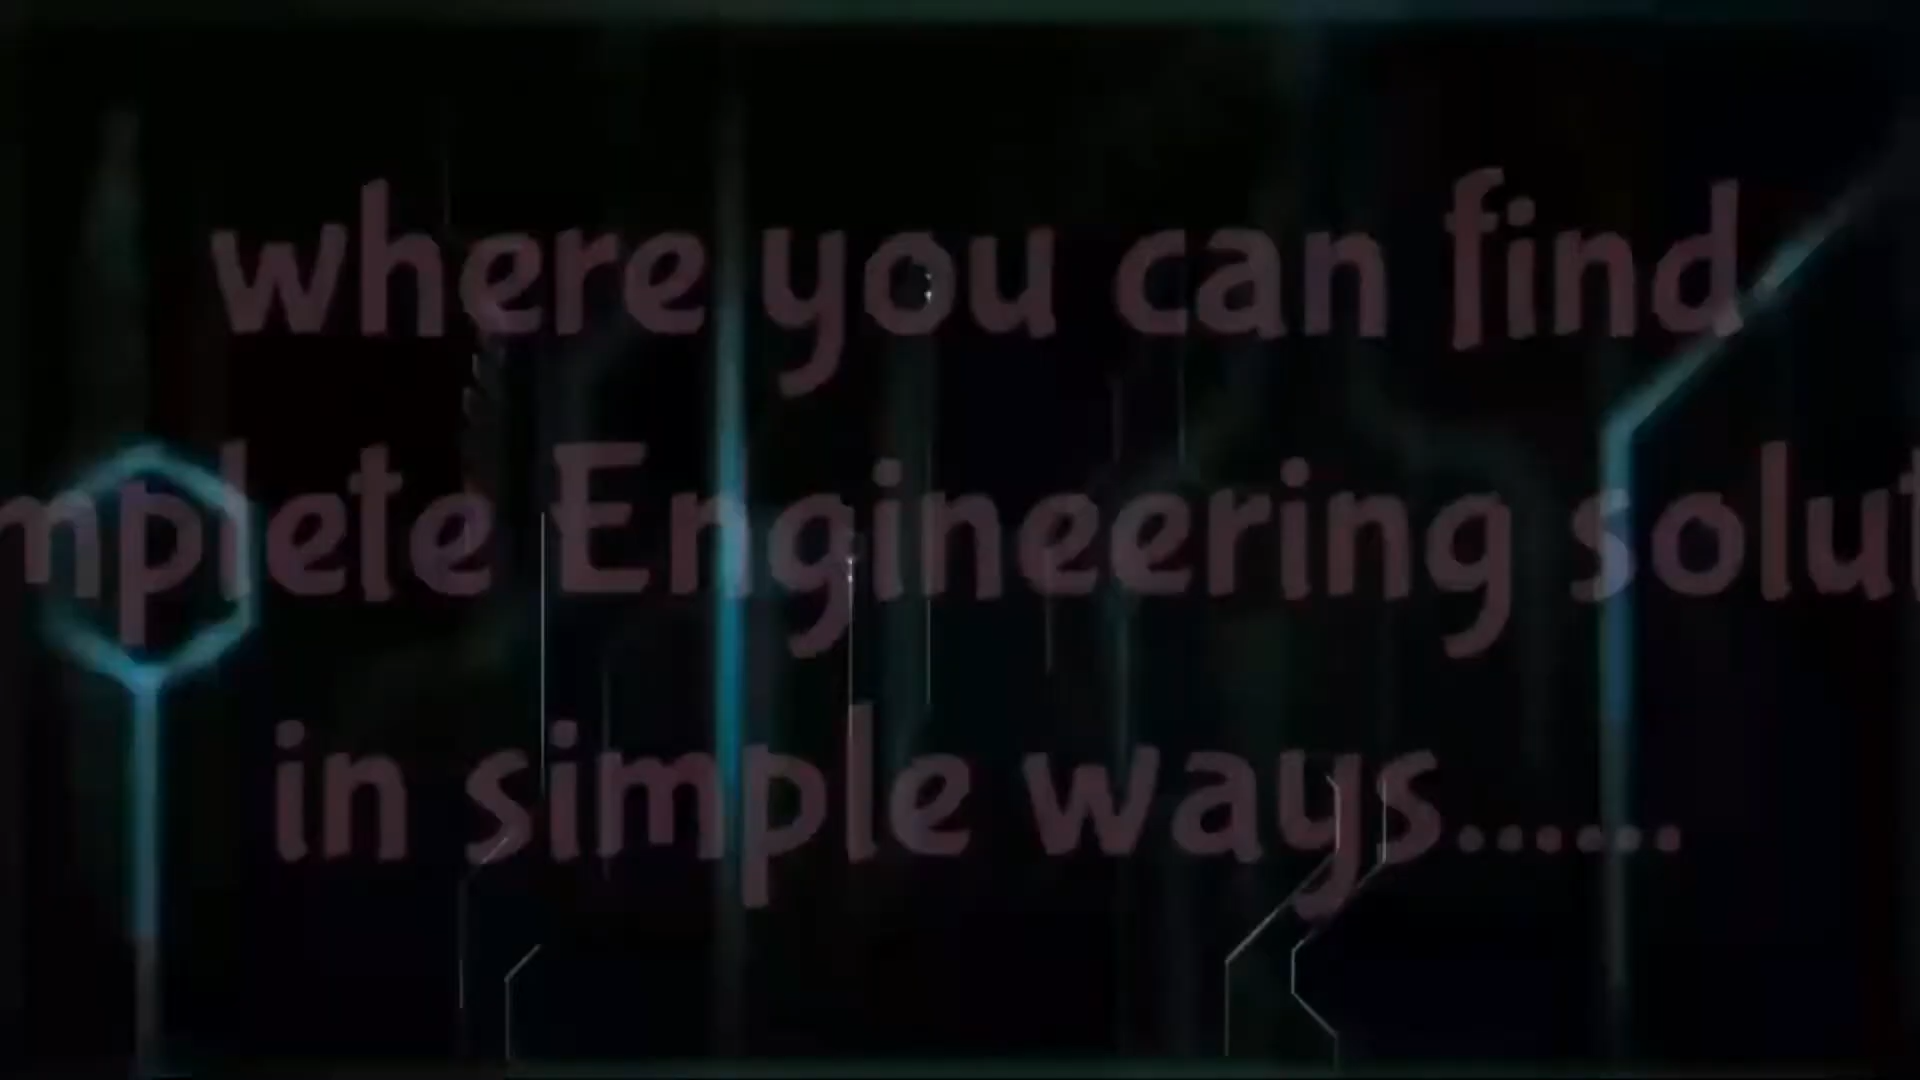 where you can find
mplete Engineering solut
in simple ways......